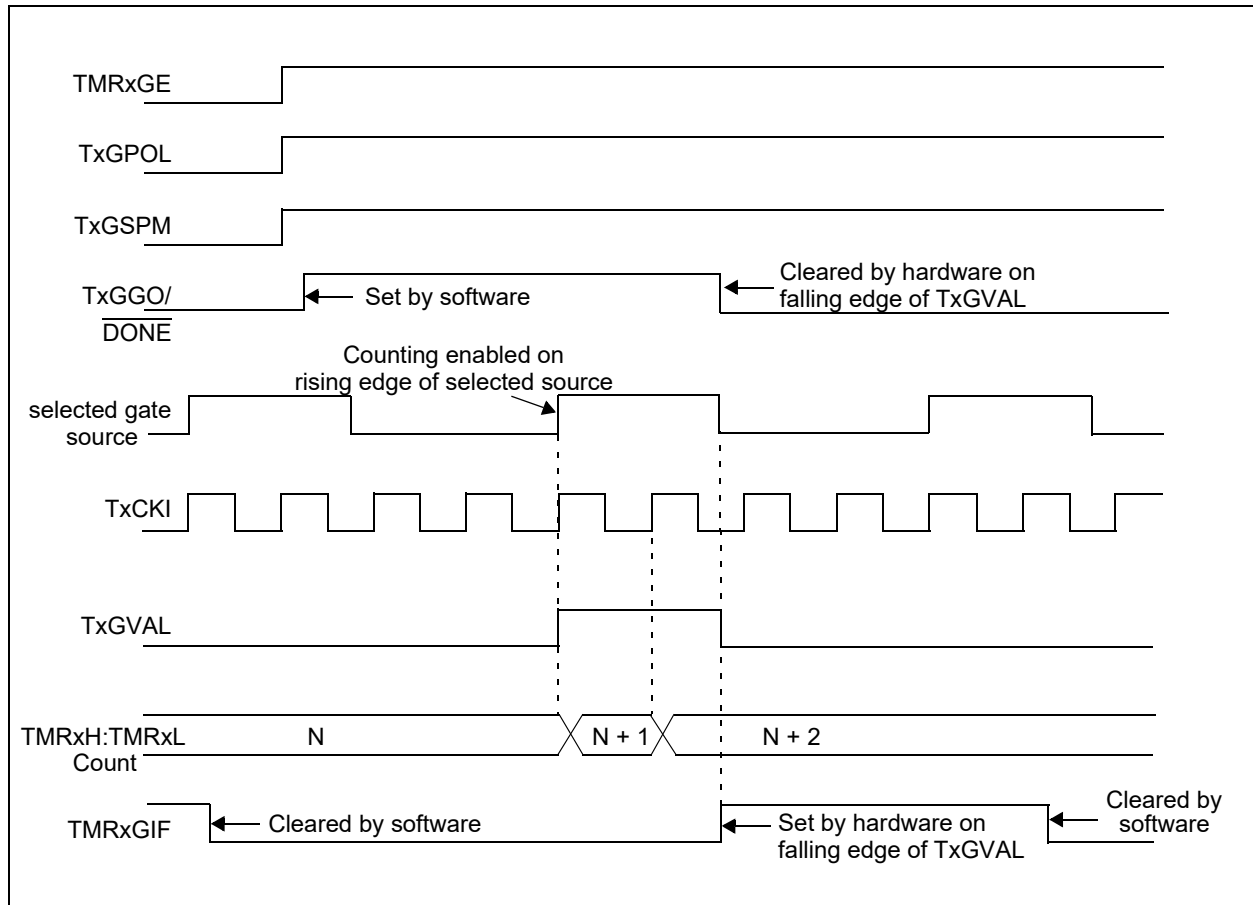 TMRxGE
TxGPOL
TxGSPM
TxGGO/
DONE
Set by software
Cleared by hardware on
falling edge of TxGVAL
Counting enabled on
rising edge of selected source
selected gate
source
TxCKI
TxGVAL
TMRxH:TMRxL
Count
N
N + 1
N + 2
TMRxGIF
Cleared by software
Set by hardware on
falling edge of TxGVAL
Cleared by
software